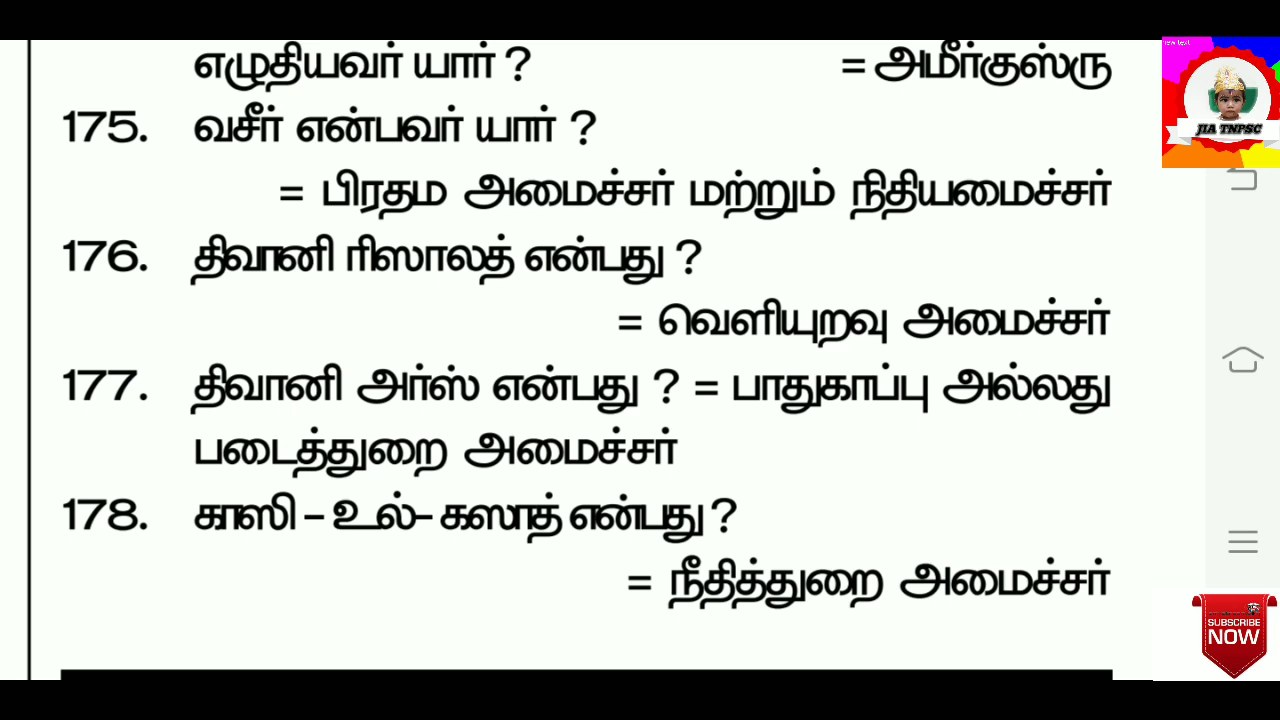 எழுதியவர் யார் ? = அமீர்குஸ்ரு
new text
175. வசீர் என்பவர் யார் ?
JIA TNPSC
= பிரதம அமைச்சர் மற்றும் நிதியமைச்சர்
176. திவானி ரிஸாலத் என்பது ?
= வெளியுறவு அமைச்சர்
177. திவானி அர்ஸ் என்பது ? = பாதுகாப்பு அல்லது
படைத்துறை அமைச்சர்
178. காஸி - உல்- கஸாத் என்பது ?
= நீதித்துறை அமைச்சர்
SUBSCRIBE
NOW